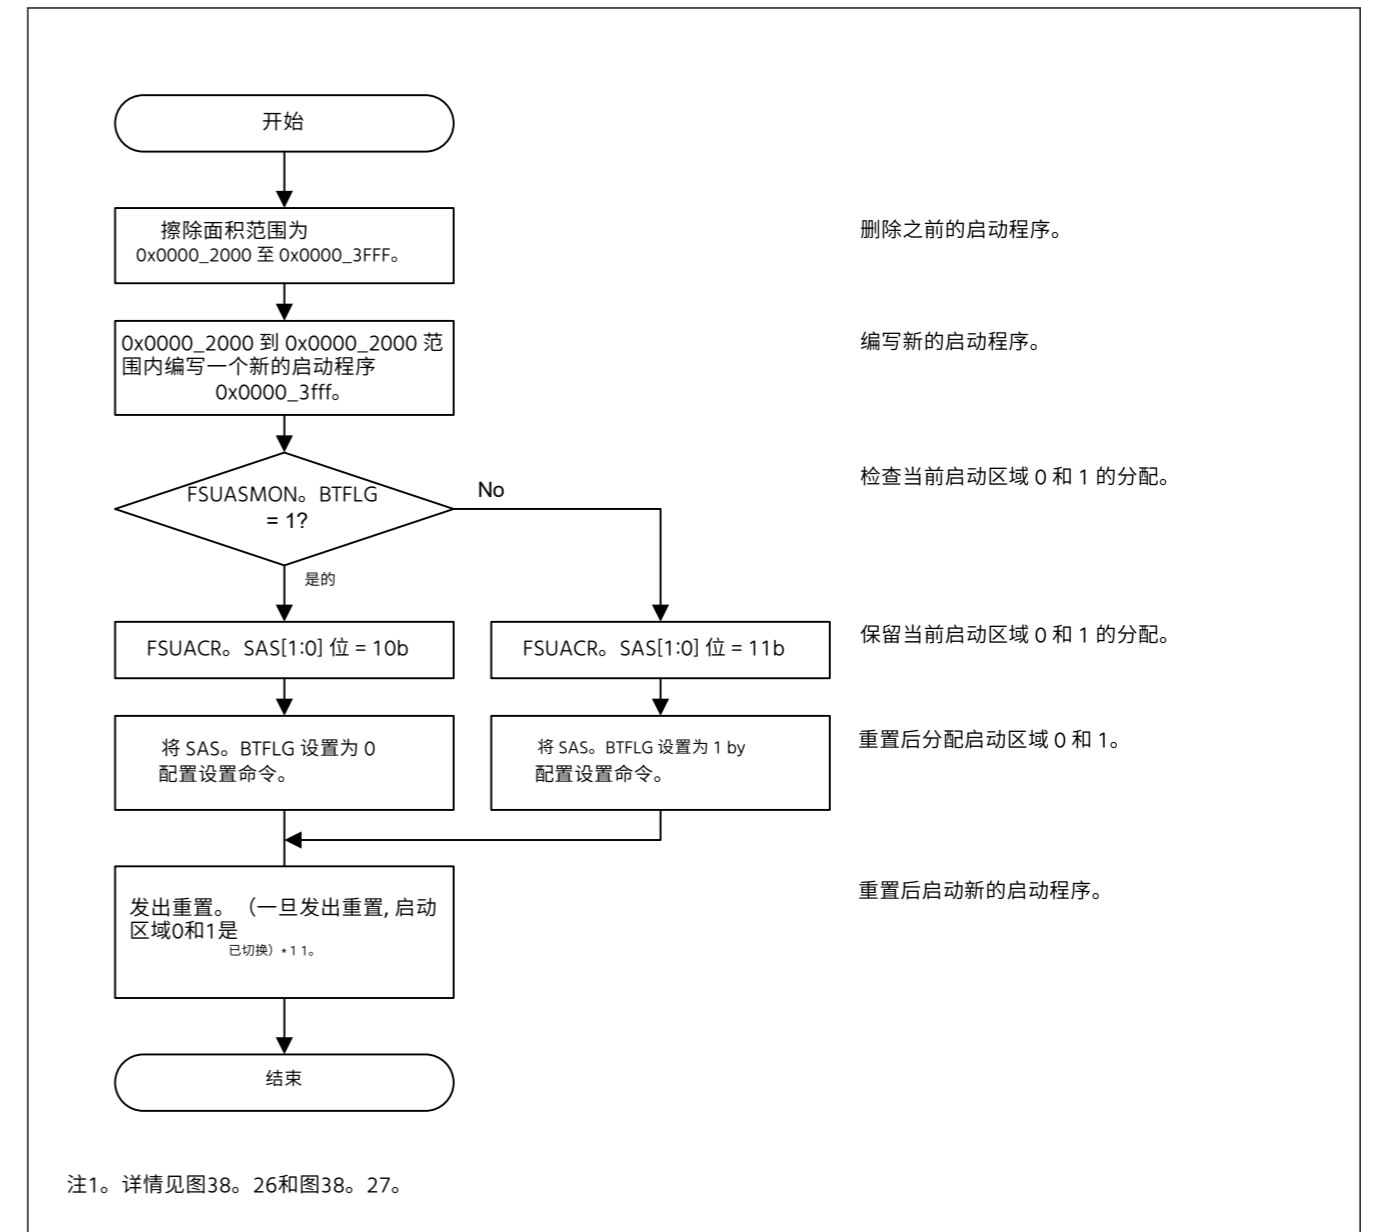 开始
擦除面积范围为
0x0000_2000 至 0x0000_3FFF。
删除之前的启动程序。
0x0000_2000 到 0x0000_2000 范
围内编写一个新的启动程序
0x0000_3fff。
编写新的启动程序。
FSUASMON。BTFLG
= 1?
No
是的
检查当前启动区域 0 和 1 的分配。
FSUACR。SAS[1:0] 位 = 10b
FSUACR。SAS[1:0] 位 = 11b
保留当前启动区域 0 和 1 的分配。
将 SAS。BTFLG 设置为 0
配置设置命令。
将 SAS。BTFLG 设置为 1 by
配置设置命令。
重置后分配启动区域 0 和 1。
发出重置。（一旦发出重置, 启动
区域0和1是
已切换）*1 1。
重置后启动新的启动程序。
结束
注1。详情见图38。26和图38。27。